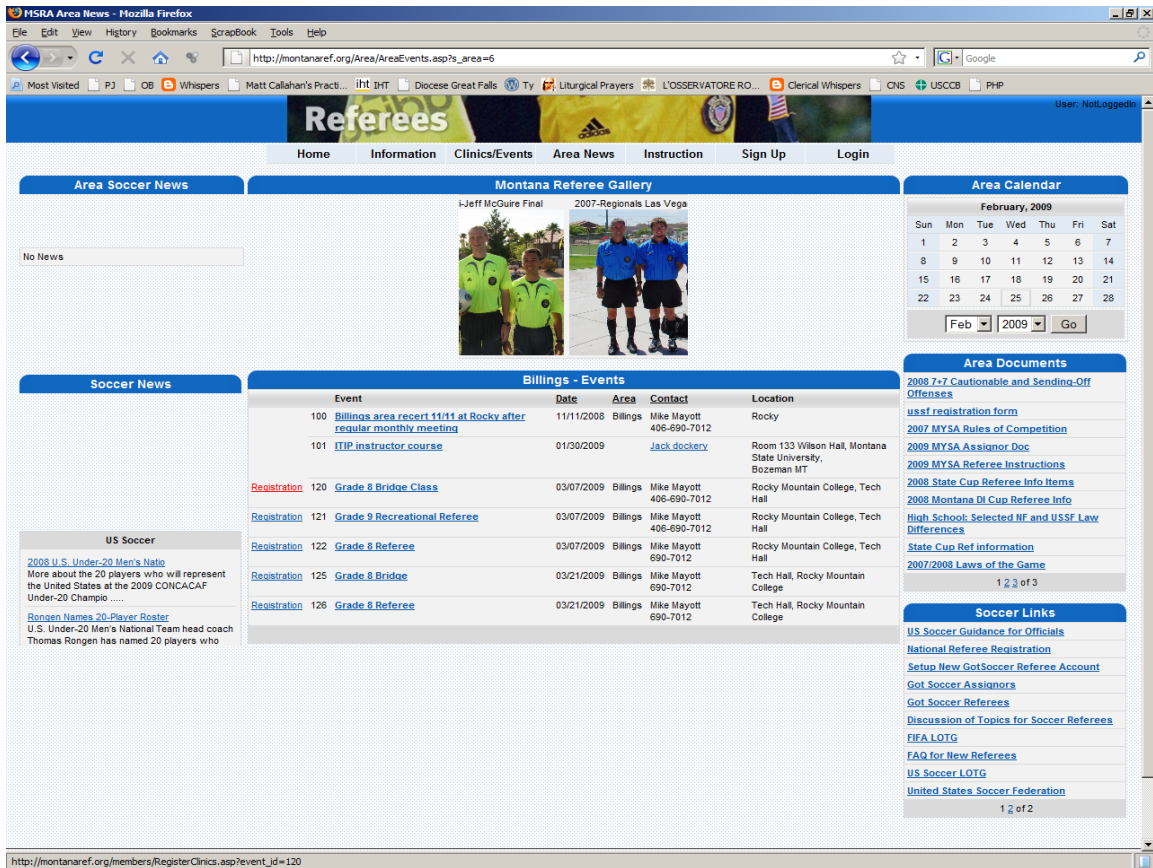 MSRA Area News - Mozilla Firefox
File Edit View History Bookmarks ScrapBook Tools Help
http://montanaref.org/Area/AreaEvents.asp?s_area=6
Google
Most Visited PJ OB Whispers Matt Callahan's Practi... iht IHT Diocese Great Falls Ty Liturgical Prayers L'OSSERVATORE RO... Clerical Whispers CNS USCCB PHP
Referees
adidas
User: NotLoggedIn
Home Information Clinics/Events Area News Instruction Sign Up Login
Area Soccer News
No News
Soccer News
US Soccer
2008 U.S. Under-20 Men's Natio
More about the 20 players who will represent
the United States at the 2009 CONCACAF
Under-20 Champio .....
Rongen Names 20-Player Roster
U.S. Under-20 Men's National Team head coach
Thomas Rongen has named 20 players who
Montana Referee Gallery
i-Jeff McGuire Final 2007-Regionals Las Vega
Billings - Events
Event Date Area Contact Location
100 Billings area recert 11/11 at Rocky after 11/11/2008 Billings Mike Mayott Rocky
regular monthly meeting 406-690-7012
101 ITIP instructor course 01/30/2009 Jack dockery Room 133 Wilson Hall, Montana
State University,
Bozeman MT
Registration 120 Grade 8 Bridge Class 03/07/2009 Billings Mike Mayott Rocky Mountain College, Tech
406-690-7012 Hall
Registration 121 Grade 9 Recreational Referee 03/07/2009 Billings Mike Mayott Rocky Mountain College, Tech
406-690-7012 Hall
Registration 122 Grade 8 Referee 03/07/2009 Billings Mike Mayott Rocky Mountain College, Tech
690-7012 Hall
Registration 125 Grade 8 Bridge 03/21/2009 Billings Mike Mayott Tech Hall, Rocky Mountain
690-7012 College
Registration 126 Grade 8 Referee 03/21/2009 Billings Mike Mayott Tech Hall, Rocky Mountain
690-7012 College
Area Calendar
February, 2009
Sun Mon Tue Wed Thu Fri Sat
1 2 3 4 5 6 7
8 9 10 11 12 13 14
15 16 17 18 19 20 21
22 23 24 25 26 27 28
Feb 2009 Go
Area Documents
2008 7+7 Cautionable and Sending-Off
Offenses
ussf registration form
2007 MYSA Rules of Competition
2009 MYSA Assignor Doc
2009 MYSA Referee Instructions
2008 State Cup Referee Info Items
2008 Montana DI Cup Referee Info
High School: Selected NF and USSF Law
Differences
State Cup Ref information
2007/2008 Laws of the Game
1 2 3 of 3
Soccer Links
US Soccer Guidance for Officials
National Referee Registration
Setup New GotSoccer Referee Account
Got Soccer Assignors
Got Soccer Referees
Discussion of Topics for Soccer Referees
FIFA LOTG
FAQ for New Referees
US Soccer LOTG
United States Soccer Federation
1 2 of 2
http://montanaref.org/members/RegisterClinics.asp?event_id=120